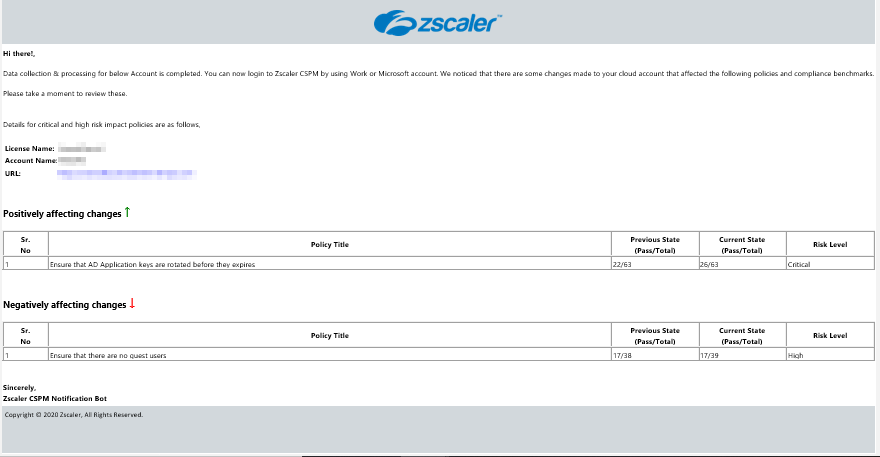 zscaler™
Hi there!,
Data collection & processing for below Account is completed. You can now login to Zscaler CSPM by using Work or Microsoft account. We noticed that there are some changes made to your cloud account that affected the following policies and compliance benchmarks.
Please take a moment to review these.
Details for critical and high risk impact policies are as follows,
License Name:
Account Name:
URL:
Positively affecting changes ↑
Sr. No Policy Title Previous State (Pass/Total) Current State (Pass/Total) Risk Level
1 Ensure that AD Application keys are rotated before they expires 22/63 26/63 Critical
Negatively affecting changes ↓
Sr. No Policy Title Previous State (Pass/Total) Current State (Pass/Total) Risk Level
1 Ensure that there are no guest users 17/38 17/39 High
Sincerely,
Zscaler CSPM Notification Bot
Copyright © 2020 Zscaler, All Rights Reserved.